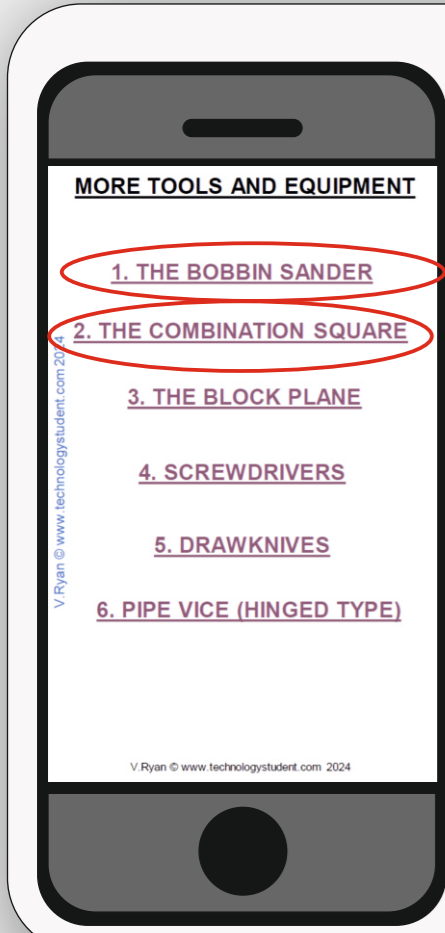 MORE TOOLS AND EQUIPMENT
1. THE BOBBIN SANDER
2. THE COMBINATION SQUARE
3. THE BLOCK PLANE
4. SCREWDRIVERS
5. DRAWKNIVES
6. PIPE VICE (HINGED TYPE)
V.Ryan © www.technologystudent.com 2024
V.Ryan © www.technologystudent.com 2024